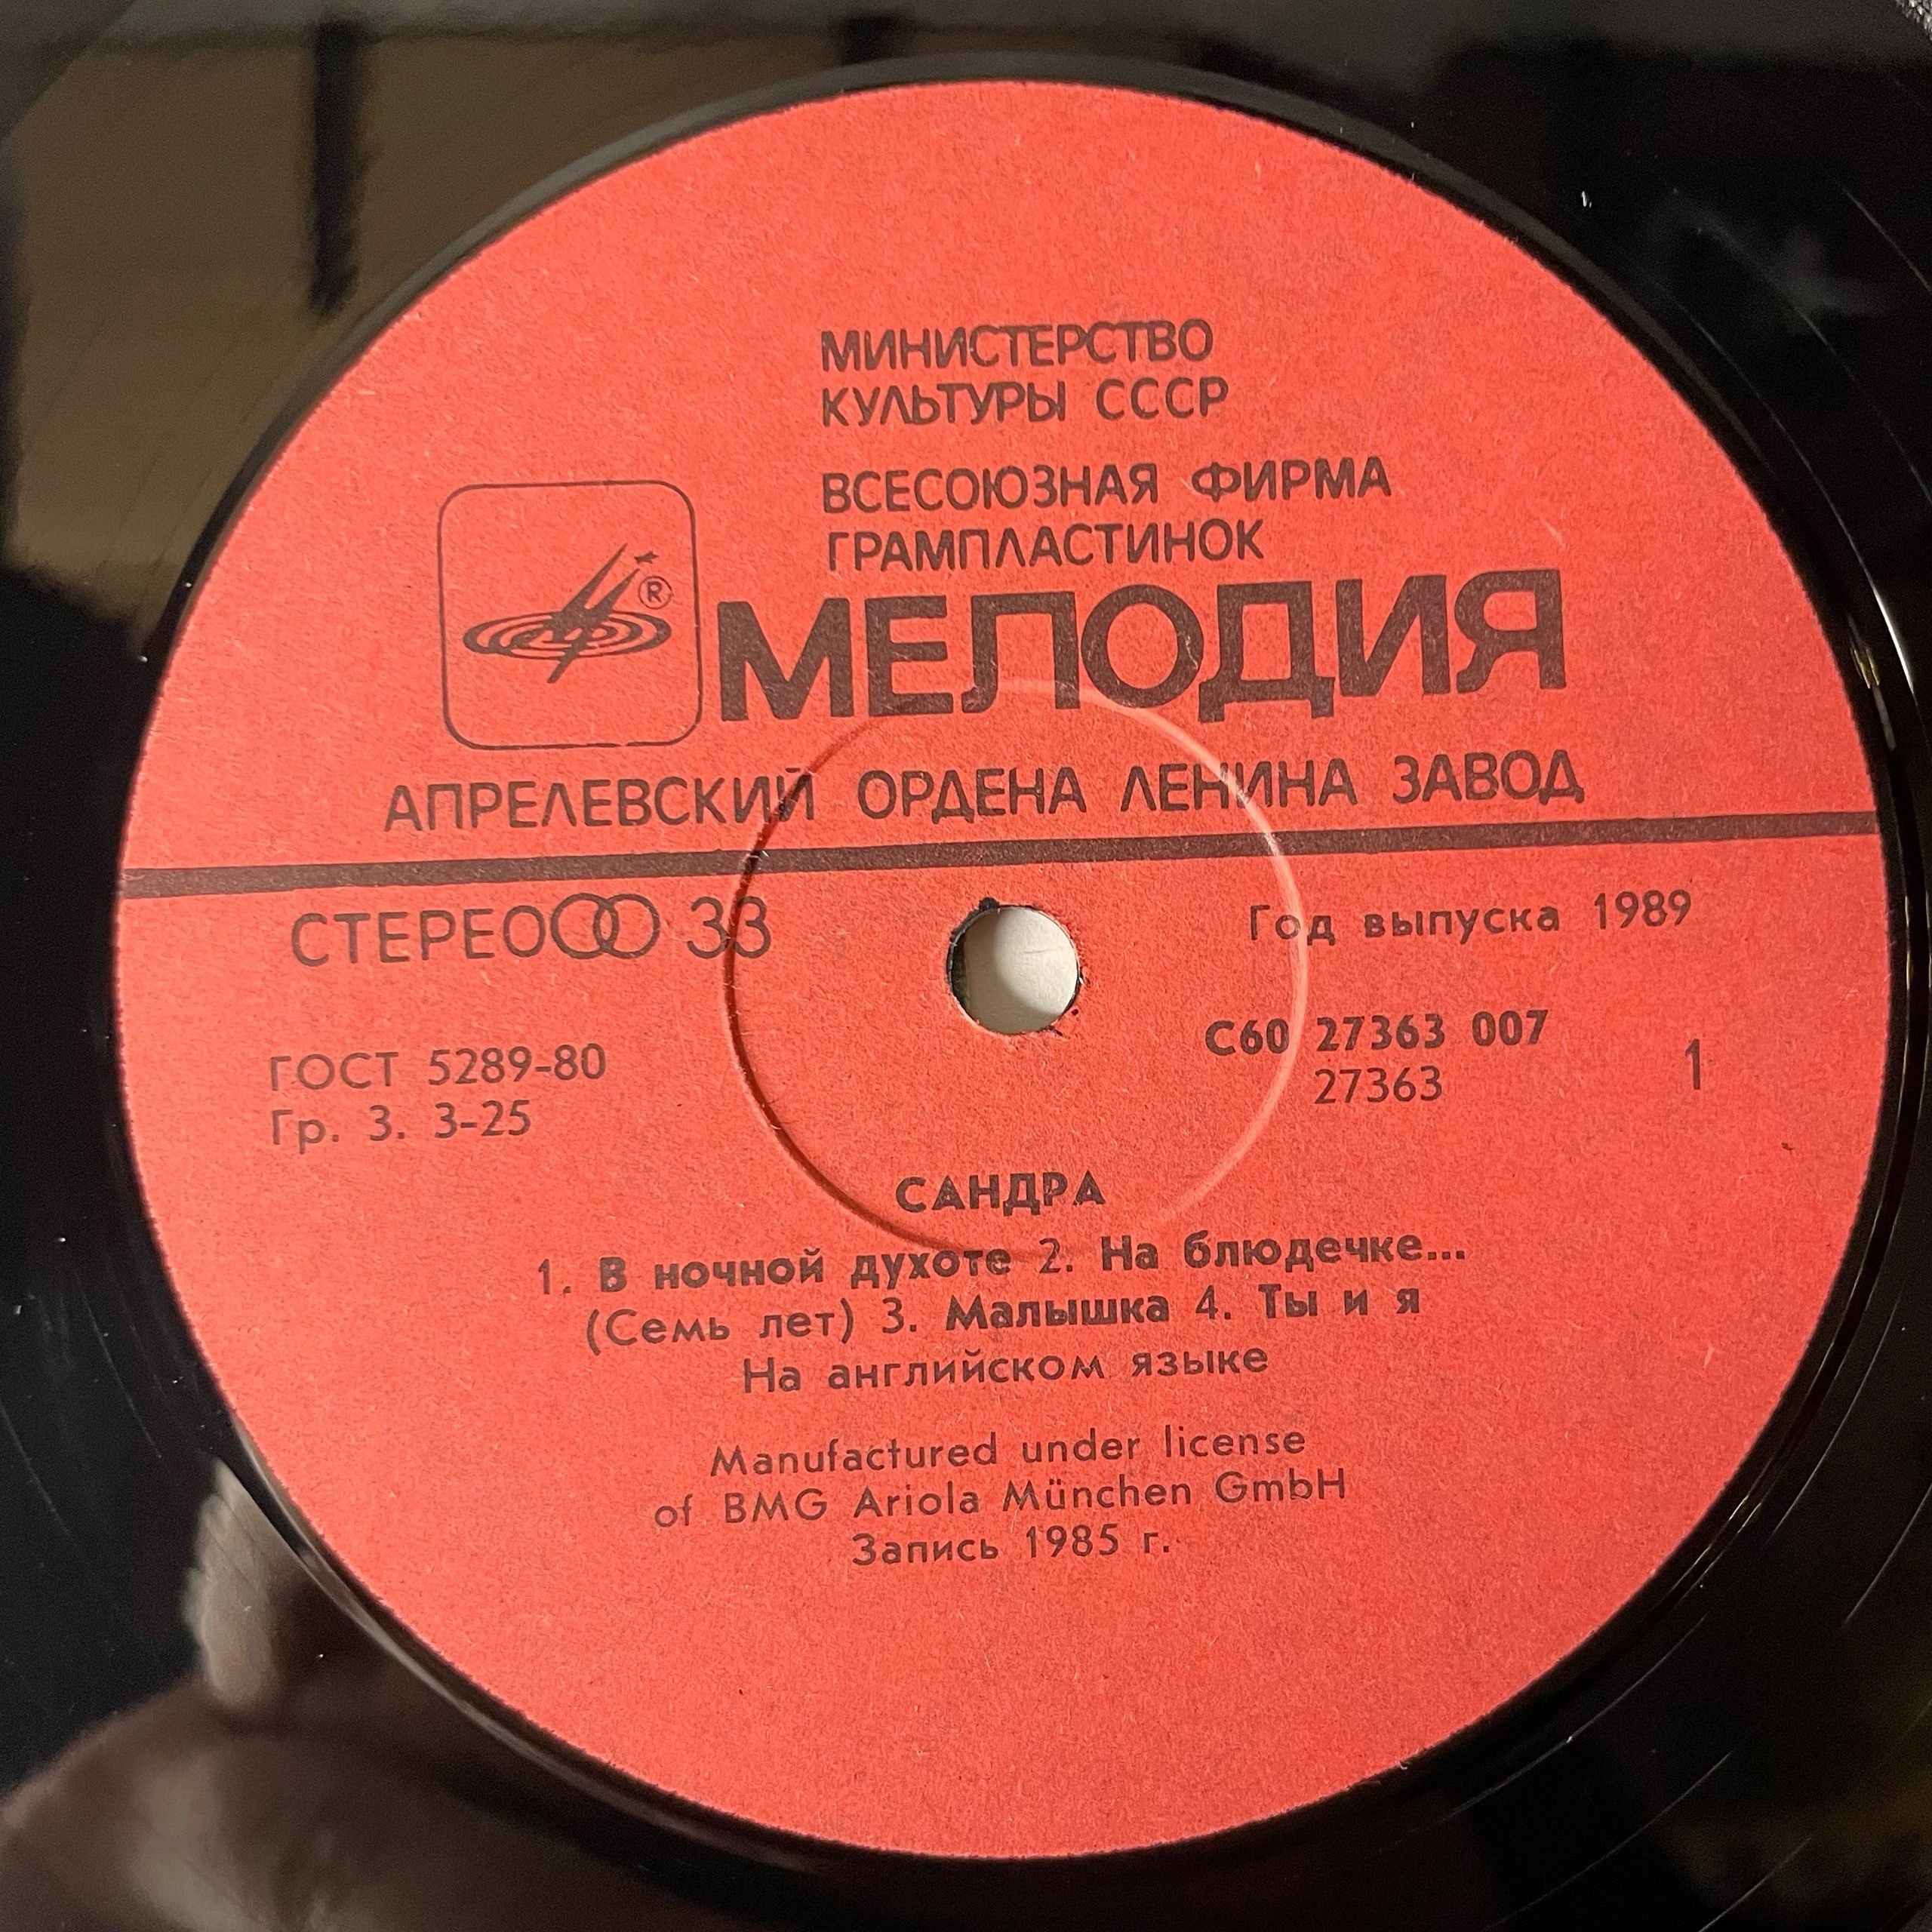 МИНИСТЕРСТВО
КУЛЬТУРЫ СССР
ВСЕСОЮЗНАЯ ФИРМА
ГРАМПЛАСТИНОК
®
МЕЛОДИЯ
АПРЕЛЕВСКИЙ ОРДЕНА ЛЕНИНА ЗАВОД
СТЕРЕО 33
Год выпуска 1989
ГОСТ 5289-80
Гр. 3. 3-25
С60 27363 007
27363
1
САНДРА
1. В ночной духоте 2. На блюдечке...
(Семь лет) 3. Малышка 4. Ты и я
На английском языке
Manufactured under license
of BMG Ariola München GmbH
Запись 1985 г.